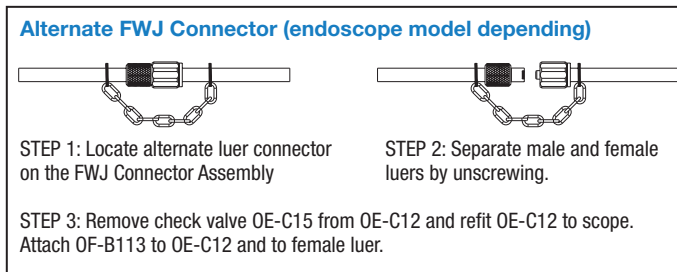 Alternate FWJ Connector (endoscope model depending)
STEP 1: Locate alternate luer connector
on the FWJ Connector Assembly
STEP 2: Separate male and female
luers by unscrewing.
STEP 3: Remove check valve OE-C15 from OE-C12 and refit OE-C12 to scope.
Attach OF-B113 to OE-C12 and to female luer.